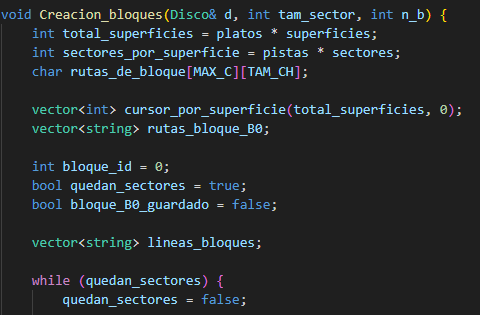 void Creacion_bloques(Disco& d, int tam_sector, int n_b) {
int total_superficies = platos * superficies;
int sectores_por_superficie = pistas * sectores;
char rutas_de_bloque[MAX_C][TAM_CH];
vector<int> cursor_por_superficie(total_superficies, 0);
vector<string> rutas_bloque_B0;
int bloque_id = 0;
bool quedan_sectores = true;
bool bloque_B0_guardado = false;
vector<string> lineas_bloques;
while (quedan_sectores) {
quedan_sectores = false;